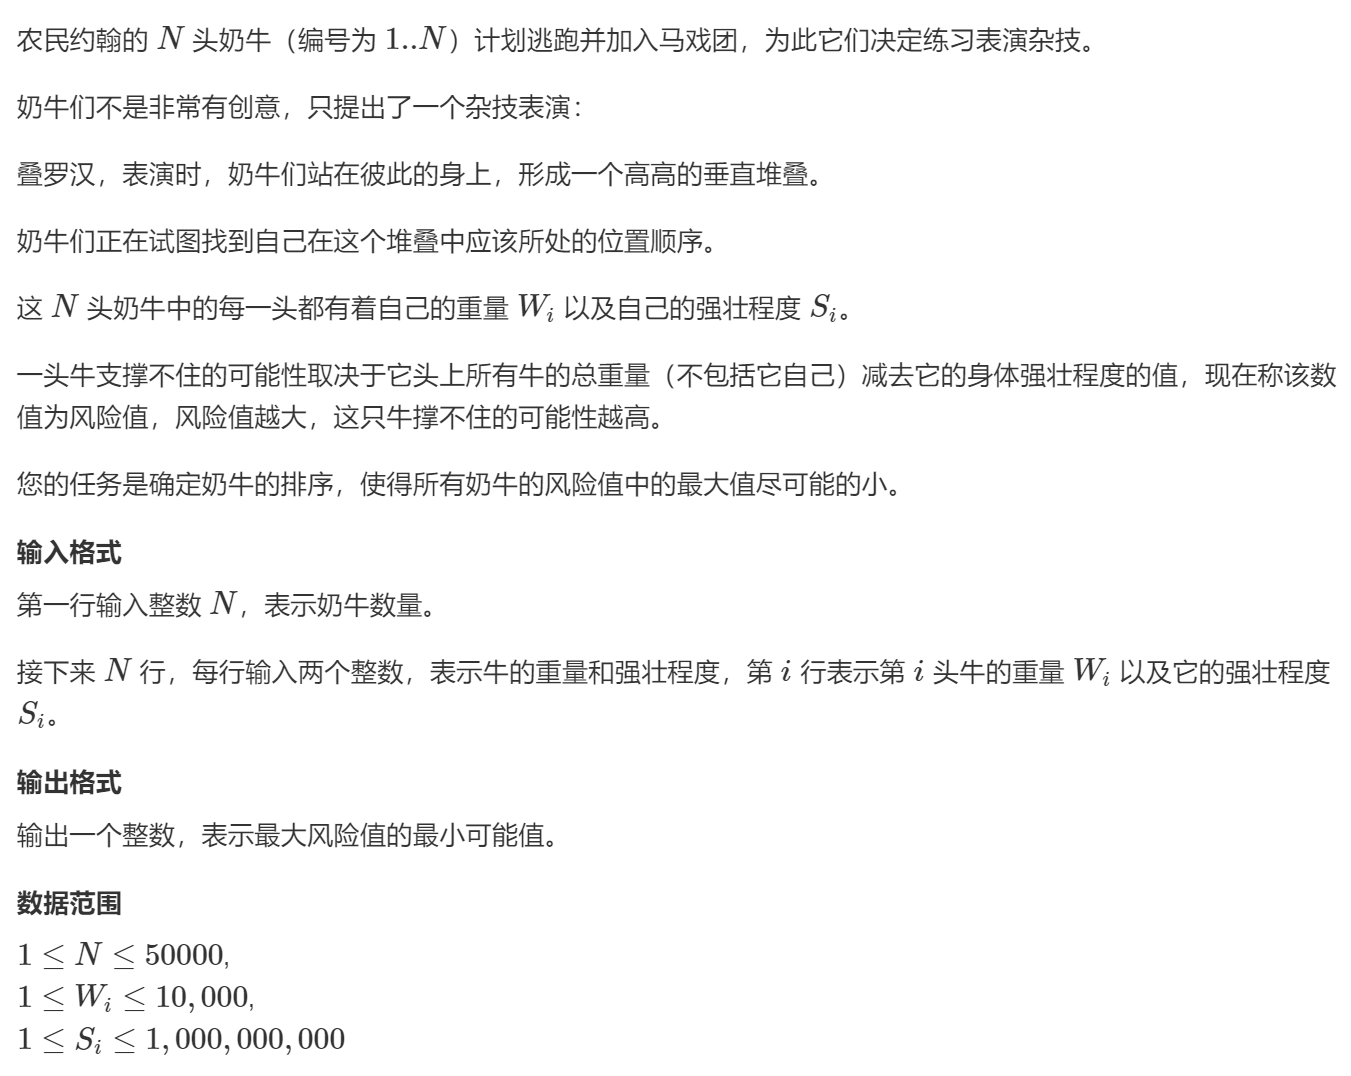 农民约翰的 N 头奶牛（编号为 1..N）计划逃跑并加入马戏团，为此它们决定练习表演杂技。
奶牛们不是非常有创意，只提出了一个杂技表演：
叠罗汉，表演时，奶牛们站在彼此的身上，形成一个高高的垂直堆叠。
奶牛们正在试图找到自己在这个堆叠中应该所处的位置顺序。
这 N 头奶牛中的每一头都有着自己的重量 W_i 以及自己的强壮程度 S_i。
一头牛支撑不住的可能性取决于它头上所有牛的总重量（不包括它自己）减去它的身体强壮程度的值，现在称该数
值为风险值，风险值越大，这只牛撑不住的可能性越高。
您的任务是确定奶牛的排序，使得所有奶牛的风险值中的最大值尽可能的小。
输入格式
第一行输入整数 N，表示奶牛数量。
接下来 N 行，每行输入两个整数，表示牛的重量和强壮程度，第 i 行表示第 i 头牛的重量 W_i 以及它的强壮程度
S_i。
输出格式
输出一个整数，表示最大风险值的最小可能值。
数据范围
1 ≤ N ≤ 50000,
1 ≤ W_i ≤ 10,000,
1 ≤ S_i ≤ 1,000,000,000